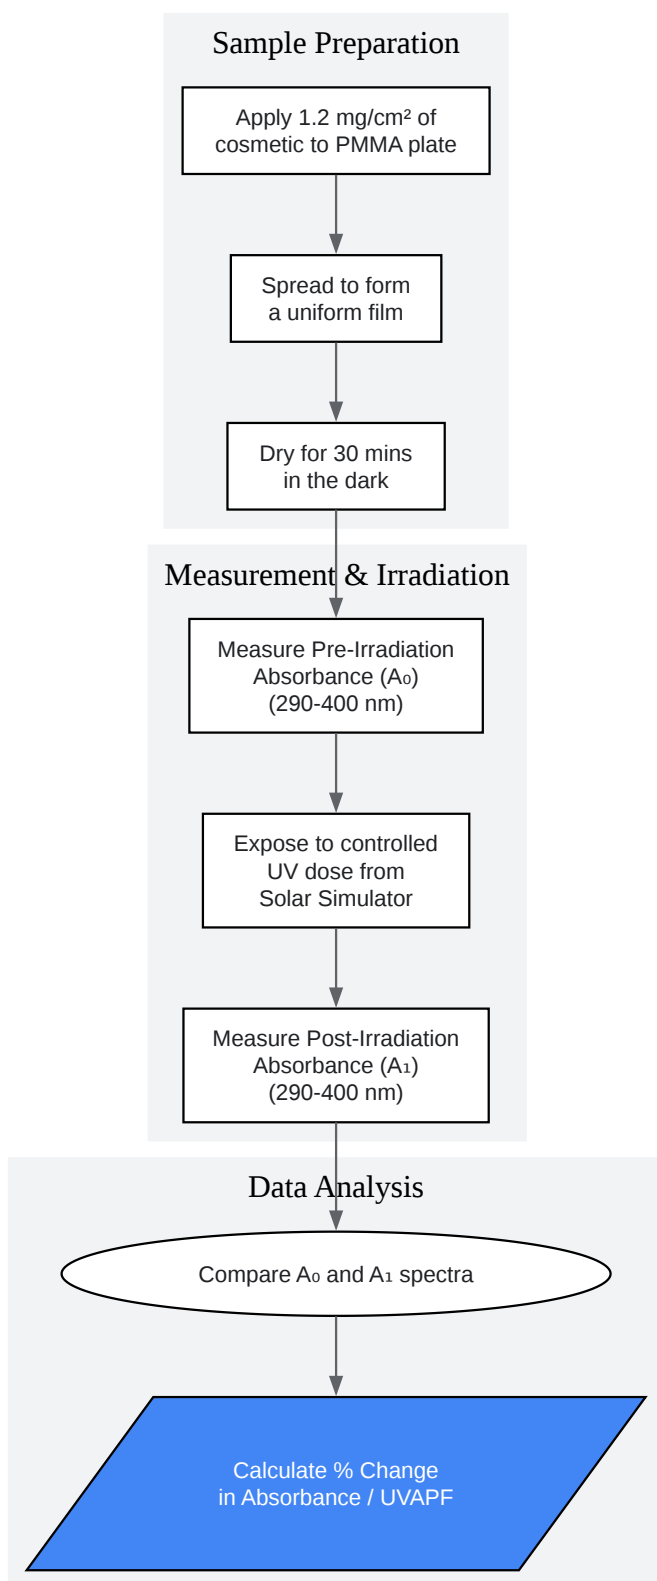 Sample Preparation
Apply 1.2 mg/cm² of
cosmetic to PMMA plate
Spread to form
a uniform film
Dry for 30 mins
in the dark
Measurement & Irradiation
Measure Pre-Irradiation
Absorbance (A₀)
(290-400 nm)
Expose to controlled
UV dose from
Solar Simulator
Measure Post-Irradiation
Absorbance (A₁)
(290-400 nm)
Data Analysis
Compare A₀ and A₁ spectra
Calculate % Change
in Absorbance / UVAPF